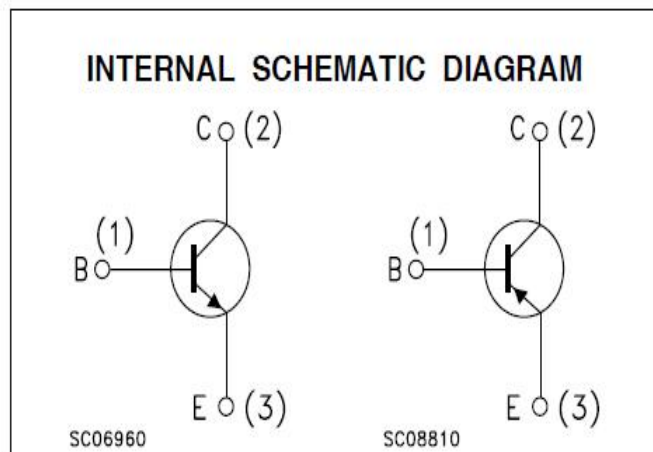 INTERNAL SCHEMATIC DIAGRAM
C (2) C (2)
(1) (1)
B B
E (3) E (3)
SC06960 SC08810